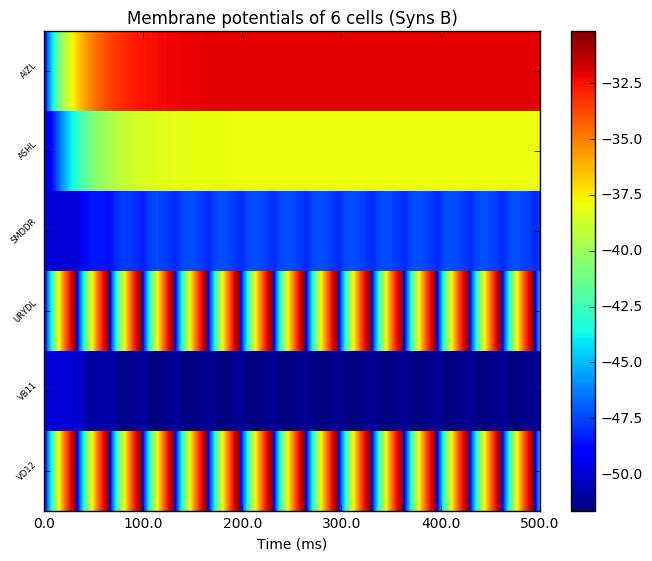 Membrane potentials of 6 cells (Syns B)
AIZL
ASHL
SMDDR
URYDL
VB11
VD12
0.0 100.0 200.0 300.0 400.0 500.0
Time (ms)
−32.5
−35.0
−37.5
−40.0
−42.5
−45.0
−47.5
−50.0